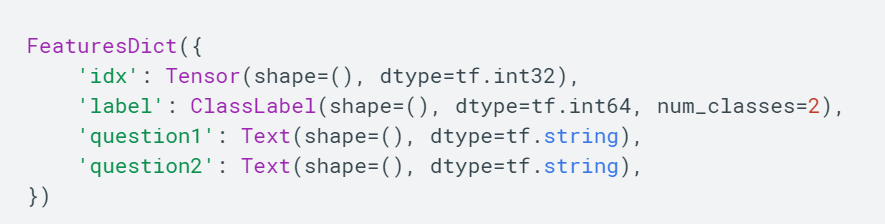 FeaturesDict({
    'idx': Tensor(shape=(), dtype=tf.int32),
    'label': ClassLabel(shape=(), dtype=tf.int64, num_classes=2),
    'question1': Text(shape=(), dtype=tf.string),
    'question2': Text(shape=(), dtype=tf.string),
})